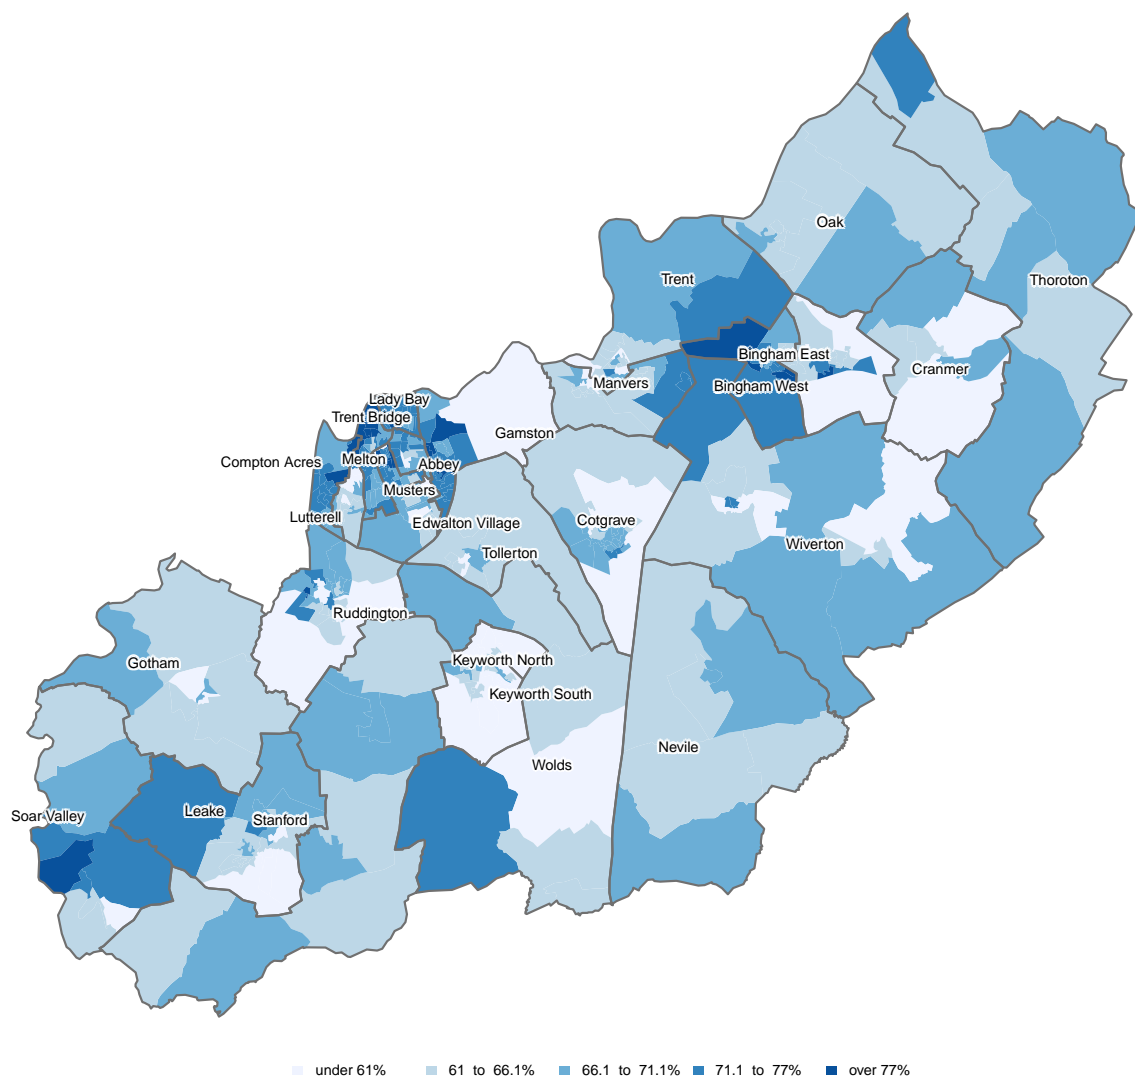 Oak
Trent
Thoroton
Bingham East
Cranmer
Manvers
Bingham West
Lady Bay
Trent Bridge
Gamston
Compton Acres
Melton
Abbey
Musters
Lutterell
Edwalton Village
Cotgrave
Wiverton
Tollerton
Ruddington
Gotham
Keyworth North
Keyworth South
Nevile
Wolds
Soar Valley
Leake
Stanford
under 61% 61 to 66.1% 66.1 to 71.1% 71.1 to 77% over 77%